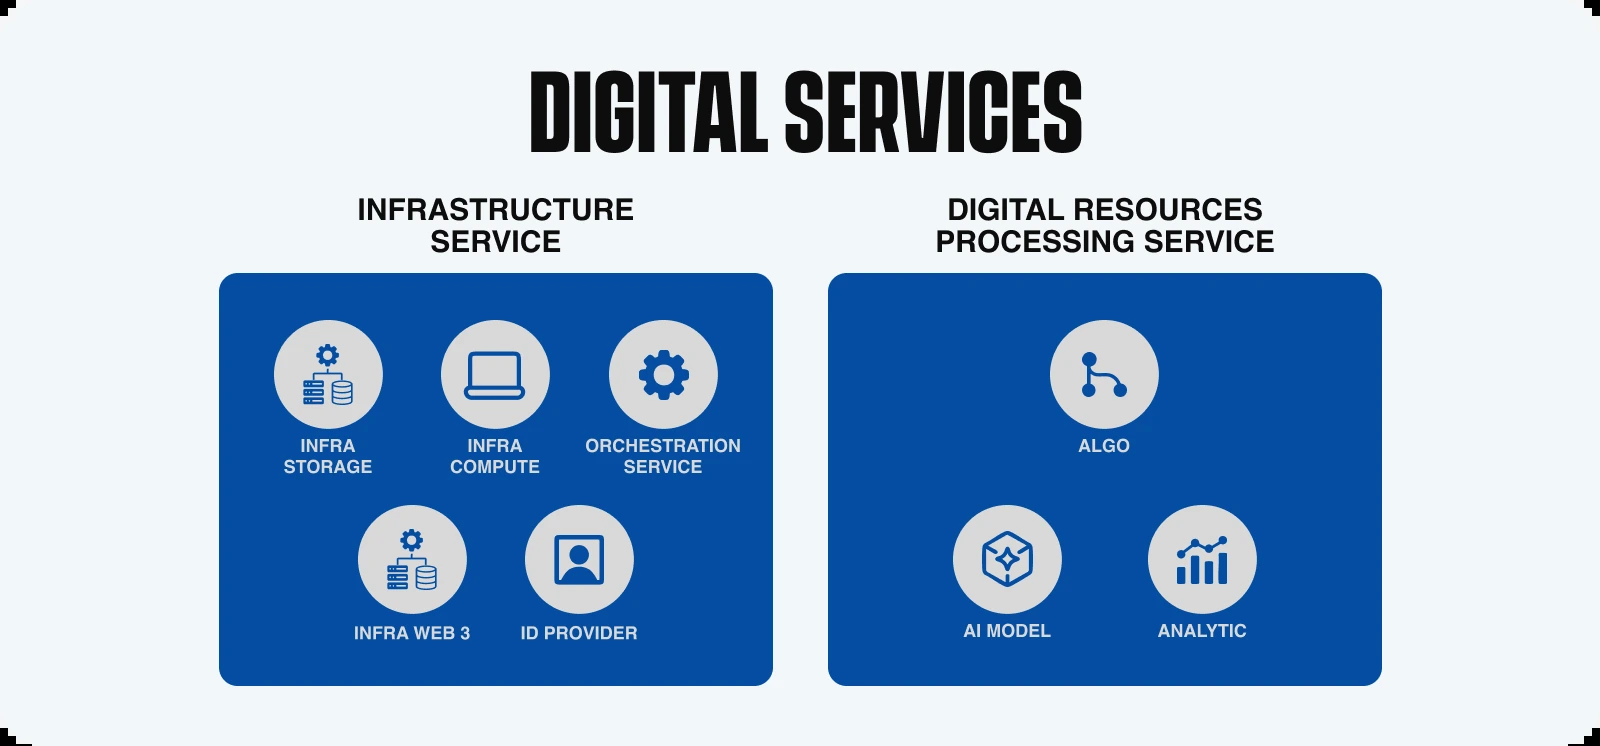 DIGITAL SERVICES
INFRASTRUCTURE
SERVICE
INFRA
STORAGE
INFRA
COMPUTE
ORCHESTRATION
SERVICE
INFRA WEB 3
ID PROVIDER
DIGITAL RESOURCES
PROCESSING SERVICE
ALGO
AI MODEL
ANALYTIC